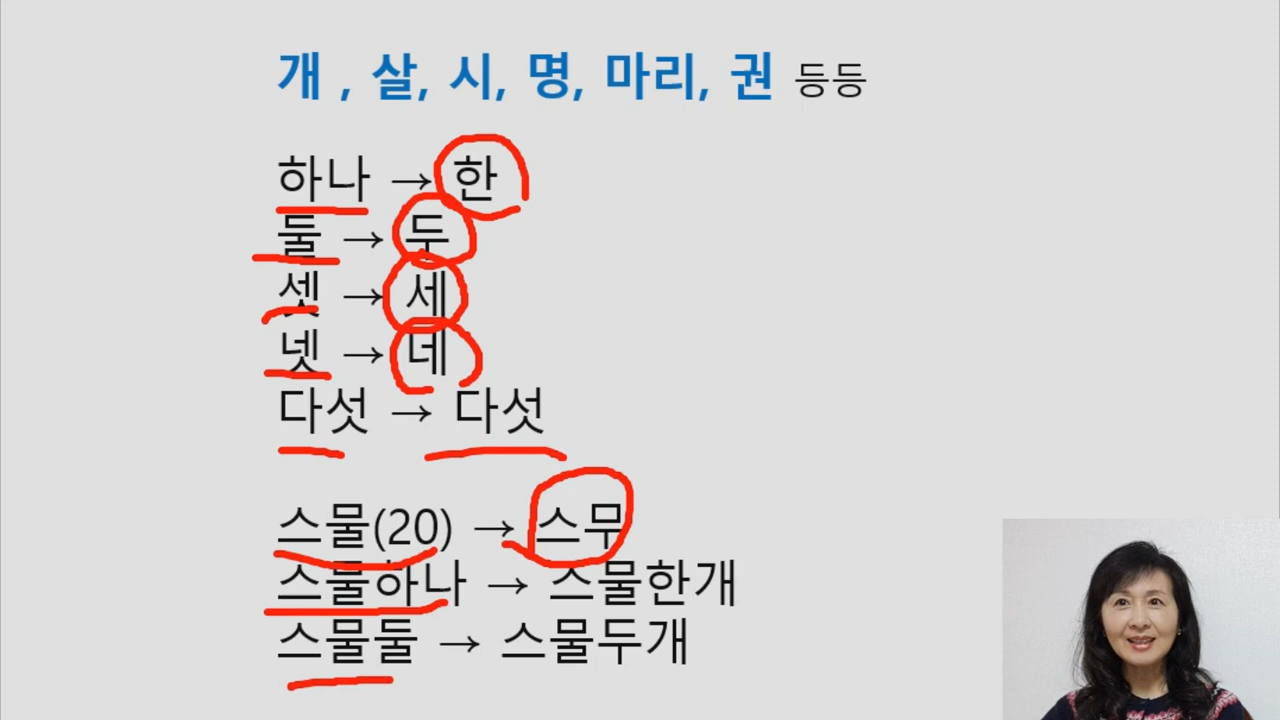 개 , 살, 시, 명, 마리, 권 등등
하나 → 한
둘 → 두
셋 → 세
넷 → 네
다섯 → 다섯
스물(20) → 스무
스물하나 → 스물한개
스물둘 → 스물두개